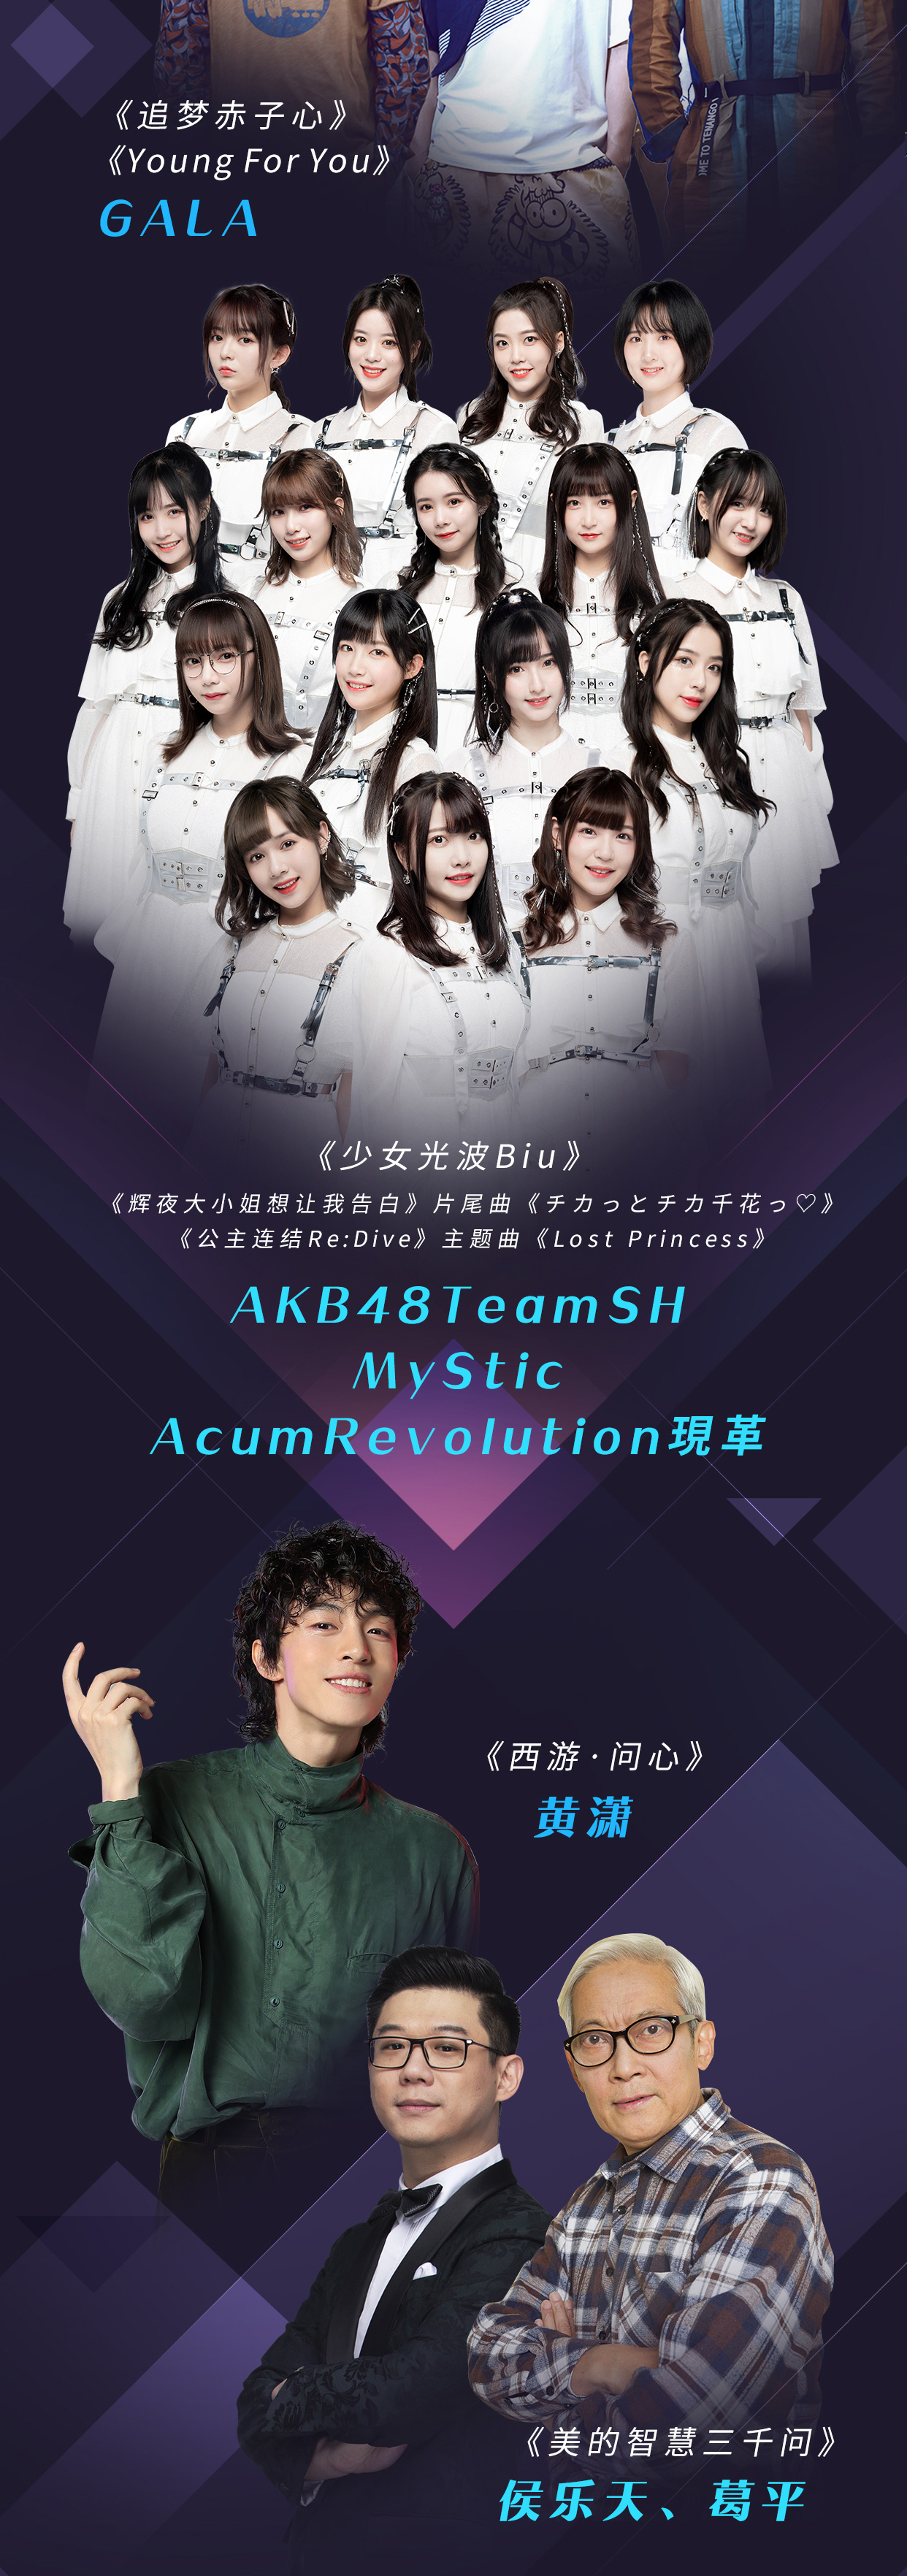 OME TO TENANGO
《追梦赤子心》
《Young For You》
GALA
《少女光波Biu》
《辉夜大小姐想让我告白》片尾曲《チカっとチカ千花っ♡》
《公主连结Re:Dive》主题曲《Lost Princess》
AKB48TeamSH
MyStic
AcumRevolution現革
《西游·问心》
黄潇
《美的智慧三千问》
侯乐天、葛平